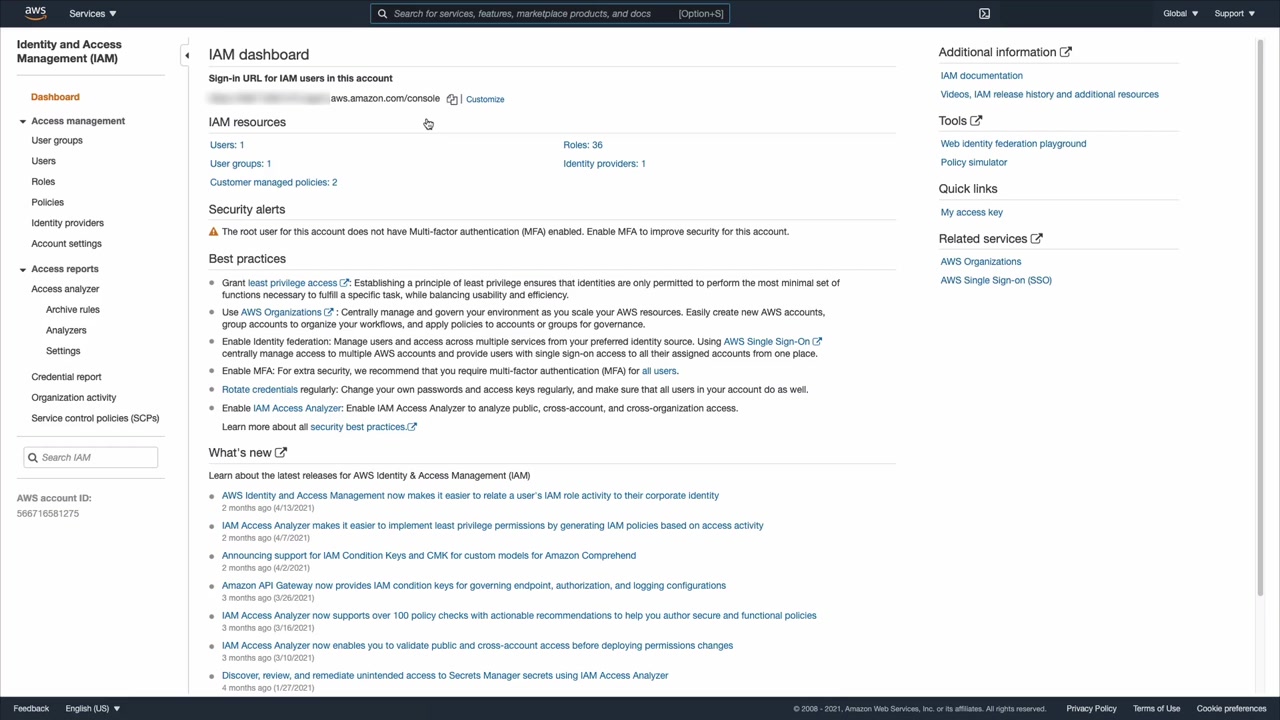 aws
Services
Search for services, features, marketplace products, and docs
[Option+S]
Global
Support
Identity and Access
Management (IAM)
Dashboard
Access management
User groups
Users
Roles
Policies
Identity providers
Account settings
Access reports
Access analyzer
Archive rules
Analyzers
Settings
Credential report
Organization activity
Service control policies (SCPs)
Search IAM
AWS account ID:
566716581275
IAM dashboard
Sign-in URL for IAM users in this account
aws.amazon.com/console | Customize
IAM resources
Users: 1
Roles: 36
User groups: 1
Identity providers: 1
Customer managed policies: 2
Security alerts
The root user for this account does not have Multi-factor authentication (MFA) enabled. Enable MFA to improve security for this account.
Best practices
Grant least privilege access : Establishing a principle of least privilege ensures that identities are only permitted to perform the most minimal set of
functions necessary to fulfill a specific task, while balancing usability and efficiency.
Use AWS Organizations : Centrally manage and govern your environment as you scale your AWS resources. Easily create new AWS accounts,
group accounts to organize your workflows, and apply policies to accounts or groups for governance.
Enable Identity federation: Manage users and access across multiple services from your preferred identity source. Using AWS Single Sign-On
centrally manage access to multiple AWS accounts and provide users with single sign-on access to all their assigned accounts from one place.
Enable MFA: For extra security, we recommend that you require multi-factor authentication (MFA) for all users.
Rotate credentials regularly: Change your own passwords and access keys regularly, and make sure that all users in your account do as well.
Enable IAM Access Analyzer: Enable IAM Access Analyzer to analyze public, cross-account, and cross-organization access.
Learn more about all security best practices.
What's new
Learn about the latest releases for AWS Identity & Access Management (IAM)
AWS Identity and Access Management now makes it easier to relate a user's IAM role activity to their corporate identity
2 months ago (4/13/2021)
IAM Access Analyzer makes it easier to implement least privilege permissions by generating IAM policies based on access activity
2 months ago (4/7/2021)
Announcing support for IAM Condition Keys and CMK for custom models for Amazon Comprehend
2 months ago (4/2/2021)
Amazon API Gateway now provides IAM condition keys for governing endpoint, authorization, and logging configurations
3 months ago (3/26/2021)
IAM Access Analyzer now supports over 100 policy checks with actionable recommendations to help you author secure and functional policies
3 months ago (3/16/2021)
IAM Access Analyzer now enables you to validate public and cross-account access before deploying permissions changes
3 months ago (3/10/2021)
Discover, review, and remediate unintended access to Secrets Manager secrets using IAM Access Analyzer
4 months ago (1/27/2021)
Additional information
IAM documentation
Videos, IAM release history and additional resources
Tools
Web identity federation playground
Policy simulator
Quick links
My access key
Related services
AWS Organizations
AWS Single Sign-on (SSO)
Feedback
English (US)
© 2008 - 2021, Amazon Web Services, Inc. or its affiliates. All rights reserved.
Privacy Policy
Terms of Use
Cookie preferences